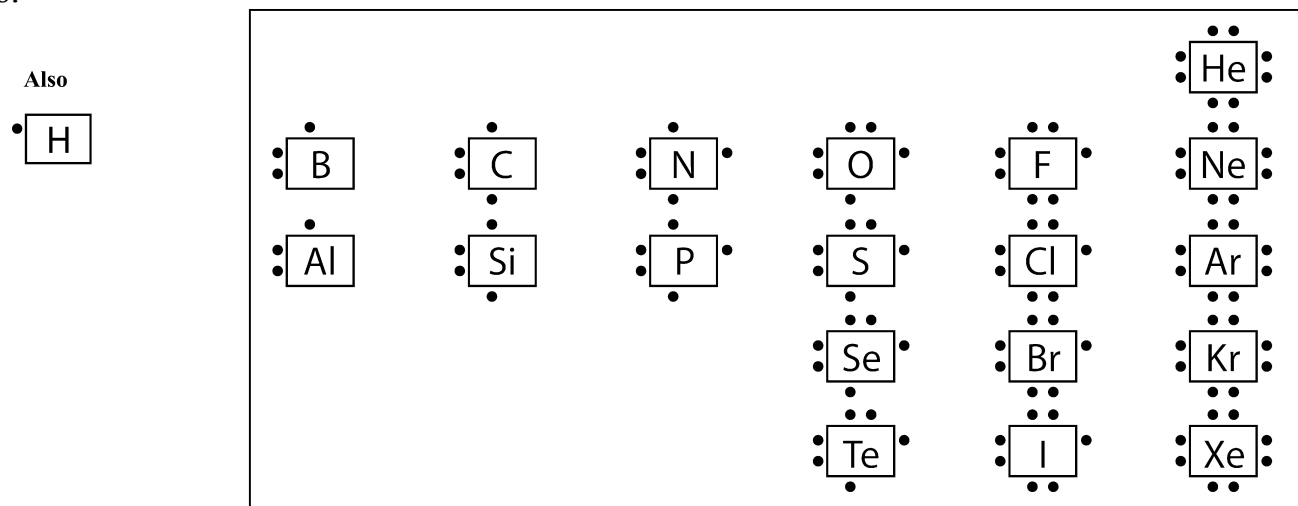 He
Also
H
B C N O F Ne
Al Si P S Cl Ar
Se Br Kr
Te I Xe